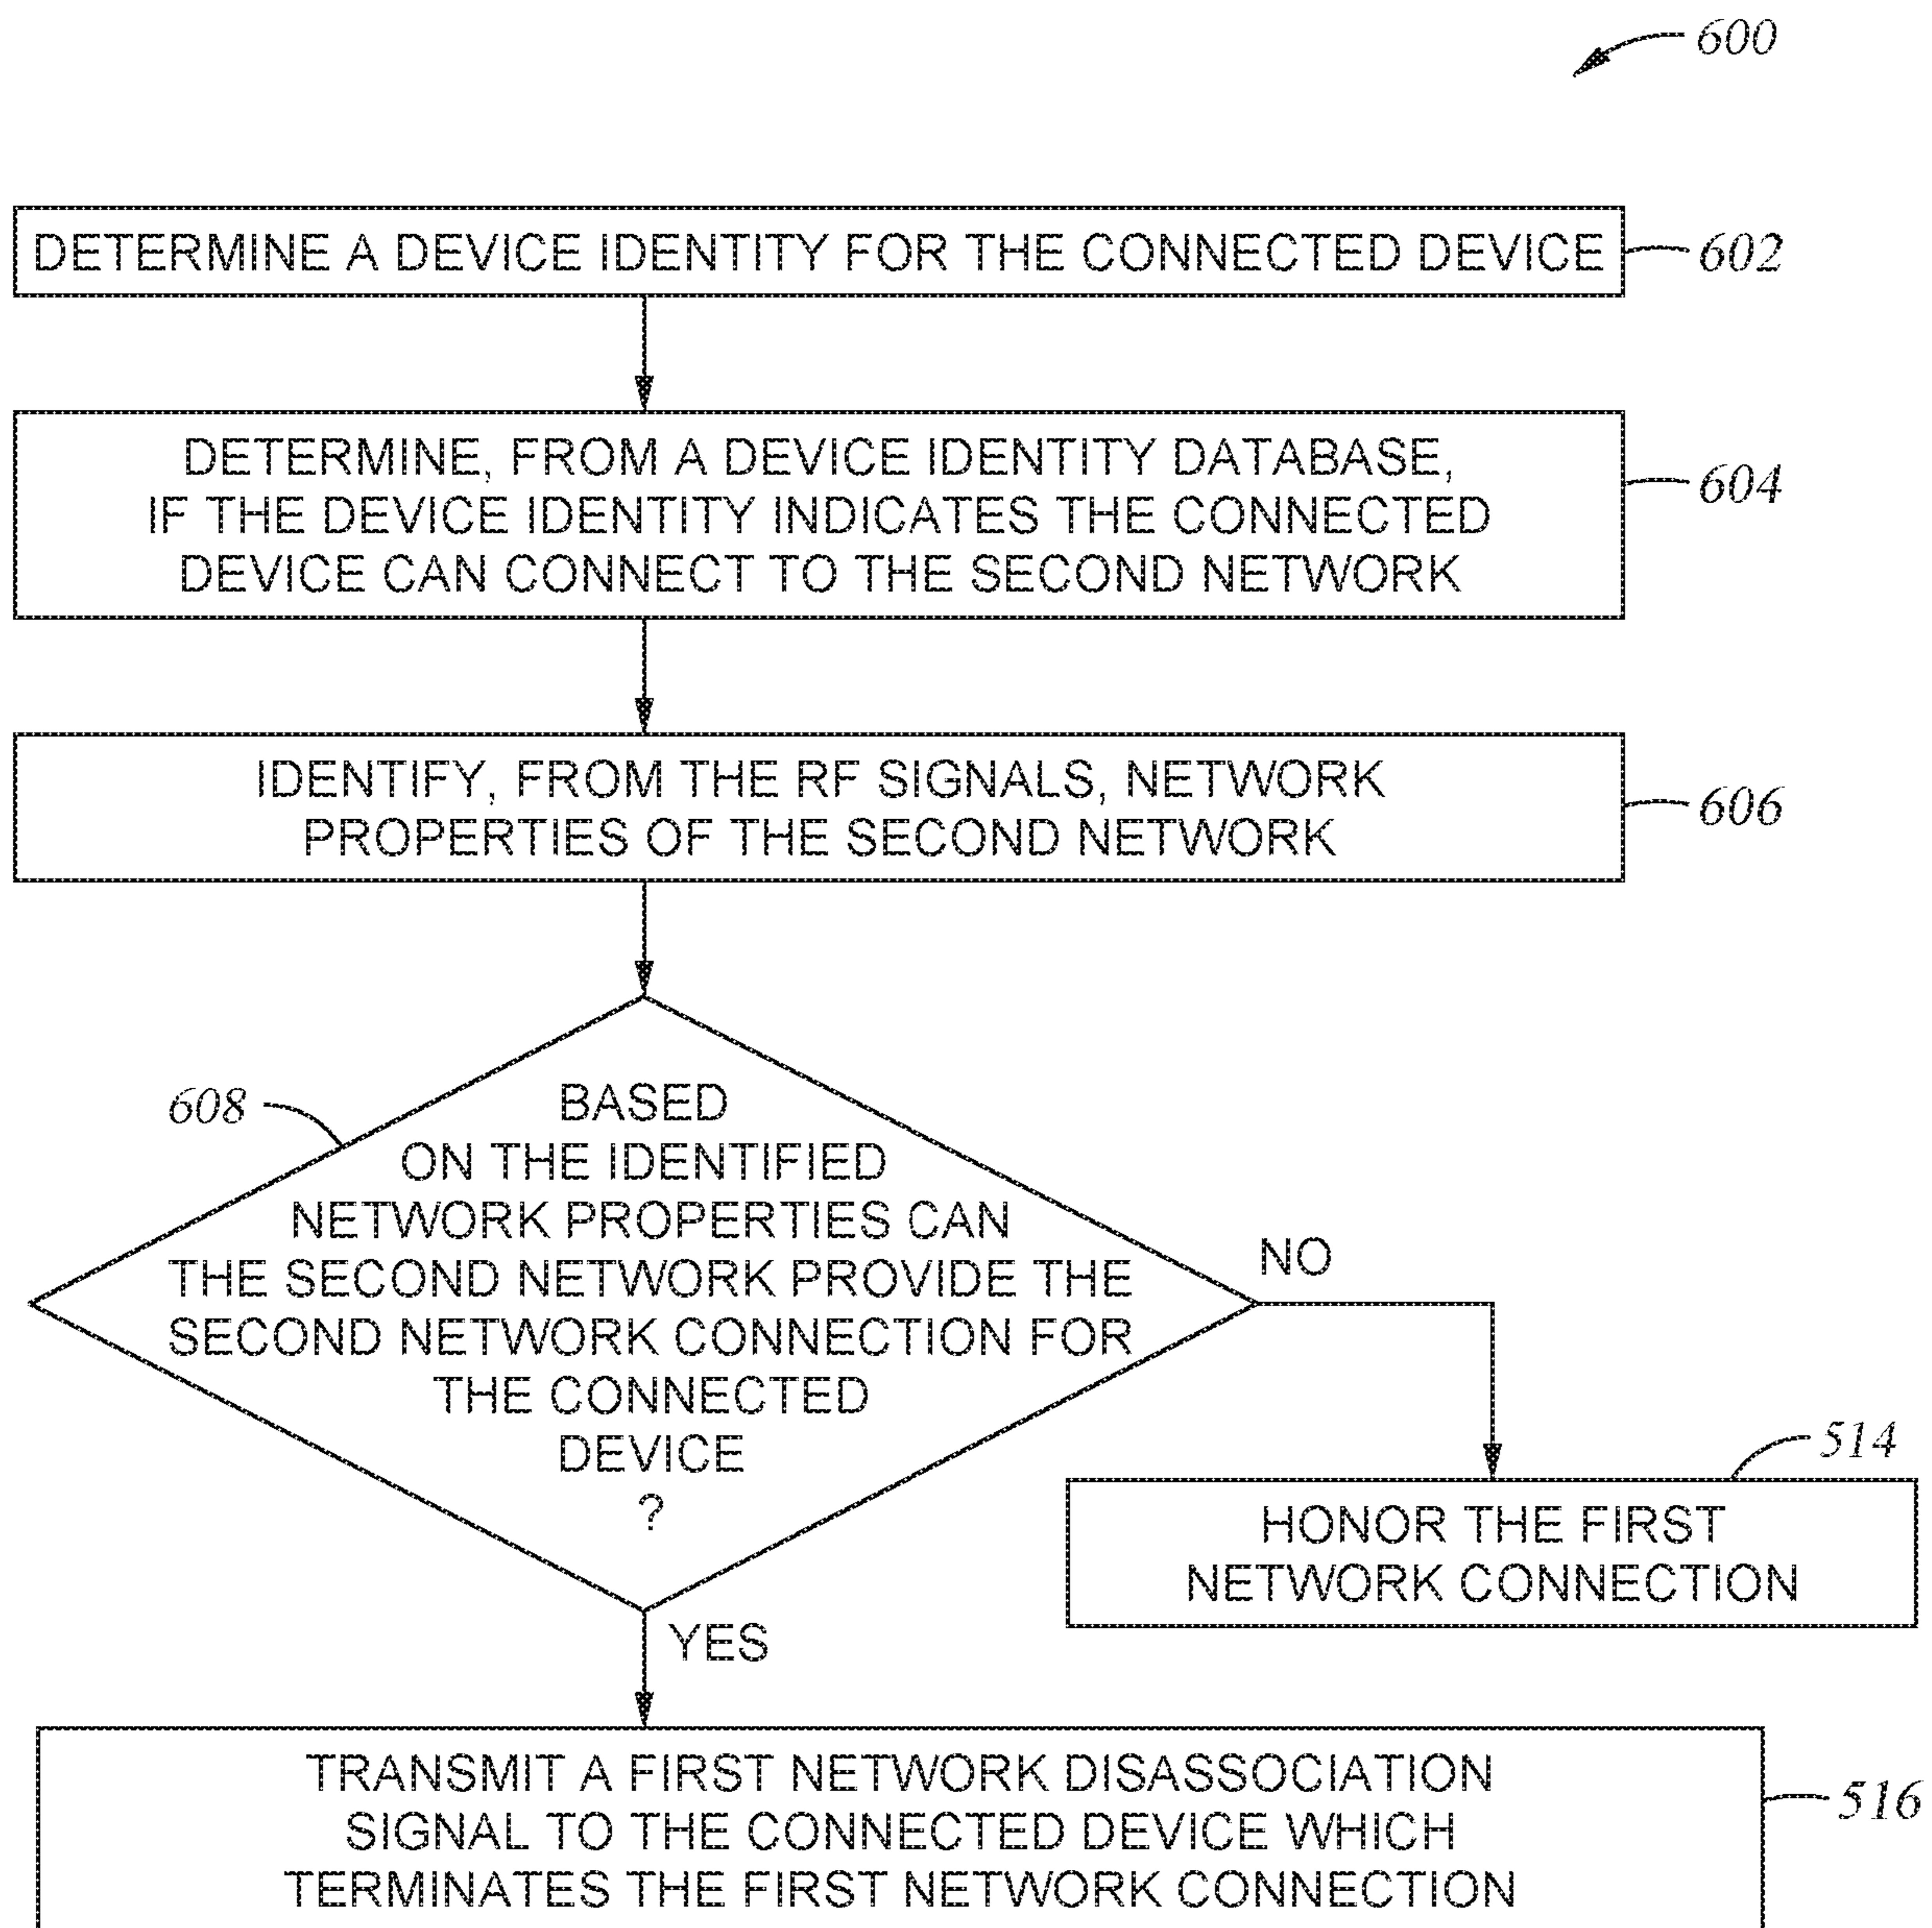 600
DETERMINE A DEVICE IDENTITY FOR THE CONNECTED DEVICE
602
DETERMINE, FROM A DEVICE IDENTITY DATABASE,
IF THE DEVICE IDENTITY INDICATES THE CONNECTED
DEVICE CAN CONNECT TO THE SECOND NETWORK
604
IDENTIFY, FROM THE RF SIGNALS, NETWORK
PROPERTIES OF THE SECOND NETWORK
606
608
BASED
ON THE IDENTIFIED
NETWORK PROPERTIES CAN
THE SECOND NETWORK PROVIDE THE
SECOND NETWORK CONNECTION FOR
THE CONNECTED
DEVICE
?
NO
514
HONOR THE FIRST
NETWORK CONNECTION
YES
TRANSMIT A FIRST NETWORK DISASSOCIATION
SIGNAL TO THE CONNECTED DEVICE WHICH
TERMINATES THE FIRST NETWORK CONNECTION
516